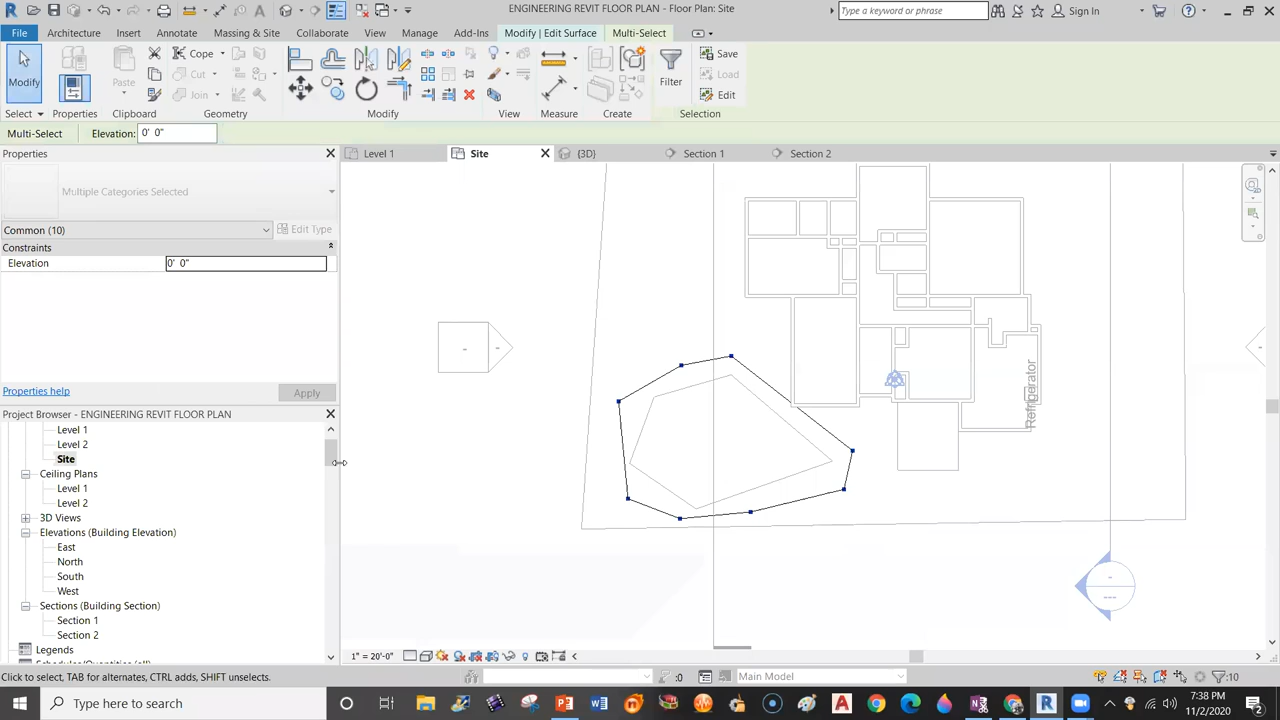 ENGINEERING REVIT FLOOR PLAN - Floor Plan: Site
Type a keyword or phrase
Sign In
File Architecture Insert Annotate Massing & Site Collaborate View Manage Add-Ins Modify | Edit Surface Multi-Select
Modify
Properties
Paste
Cope
Cut
Join
Filter
Save
Load
Edit
Select Properties Clipboard Geometry Modify View Measure Create Selection
Multi-Select Elevation: 0' 0"
Properties
Level 1 Site {3D} Section 1 Section 2
Multiple Categories Selected
Common (10) Edit Type
Constraints
Elevation 0' 0"
Properties help Apply
Refrigerator
Project Browser - ENGINEERING REVIT FLOOR PLAN
Level 1
Level 2
Site
Ceiling Plans
Level 1
Level 2
3D Views
Elevations (Building Elevation)
East
North
South
West
Sections (Building Section)
Section 1
Section 2
Legends
Schedules/Quantities (all)
1" = 20'-0"
Click to select, TAB for alternates, CTRL adds, SHIFT unselects. :0 Main Model :10
Type here to search
7:38 PM
11/2/2020